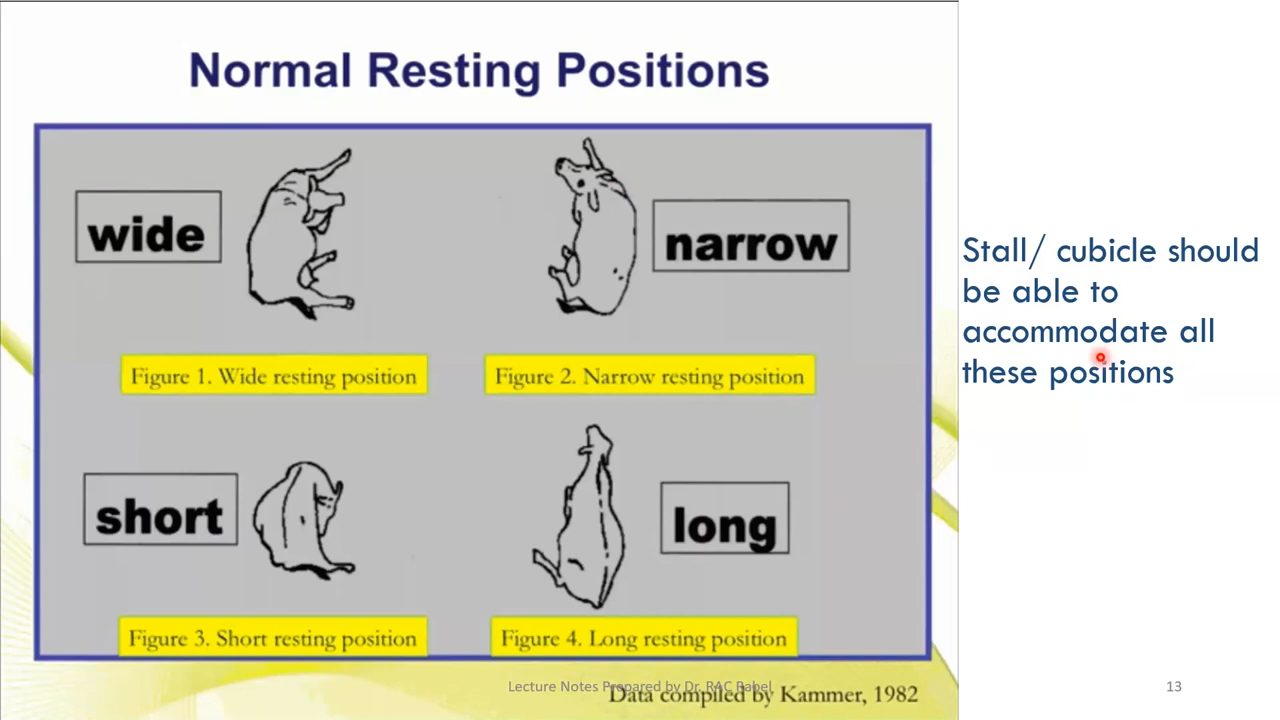 Normal Resting Positions
wide
narrow
Figure 1. Wide resting position
Figure 2. Narrow resting position
short
long
Figure 3. Short resting position
Figure 4. Long resting position
Data compiled by Kammer, 1982
Stall/ cubicle should
be able to
accommodate all
these positions
Lecture Notes Prepared by Dr. RAC Rabel
13